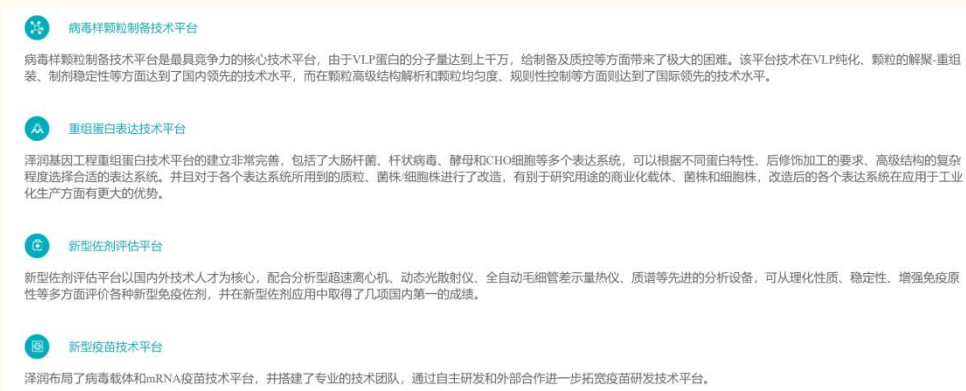 病毒样颗粒制备技术平台
病毒样颗粒制备技术平台是最具竞争力的核心技术平台，由于VLP蛋白的分子量达到上千万，给制备及质控等方面带来了极大的困难。该平台技术在VLP纯化、颗粒的解聚-重组
装、制剂稳定性等方面达到了国内领先的技术水平，而在颗粒高级结构解析和颗粒均匀度、规则性控制等方面则达到了国际领先的技术水平。
重组蛋白表达技术平台
泽润基因工程重组蛋白技术平台的建立非常完善，包括了大肠杆菌、杆状病毒、酵母和CHO细胞等多个表达系统，可以根据不同蛋白特性、后修饰加工的要求、高级结构的复杂
程度选择合适的表达系统。并且对于各个表达系统所用到的质粒、菌株/细胞株进行了改造，有别于研究用途的商业化载体、菌株和细胞株，改造后的各个表达系统在应用于工业
化生产方面有更大的优势。
新型佐剂评估平台
新型佐剂评估平台以国内外技术人才为核心，配合分析型超速离心机、动态光散射仪、全自动毛细管差示量热仪、质谱等先进的分析设备，可从理化性质、稳定性、增强免疫原
性等多方面评价各种新型免疫佐剂，并在新型佐剂应用中取得了几项国内第一的成绩。
新型疫苗技术平台
泽润布局了病毒载体和mRNA疫苗技术平台，并搭建了专业的技术团队，通过自主研发和外部合作进一步拓宽疫苗研发技术平台。